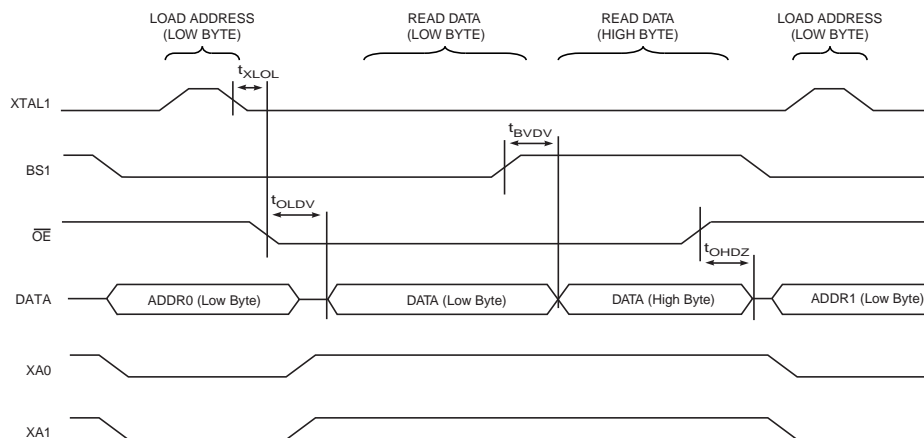 LOAD ADDRESS
(LOW BYTE)
READ DATA
(LOW BYTE)
READ DATA
(HIGH BYTE)
LOAD ADDRESS
(LOW BYTE)
tXLOL
XTAL1
tBVDV
BS1
tOLDV
OE
tOHDZ
DATA
ADDR0 (Low Byte)
DATA (Low Byte)
DATA (High Byte)
ADDR1 (Low Byte)
XA0
XA1